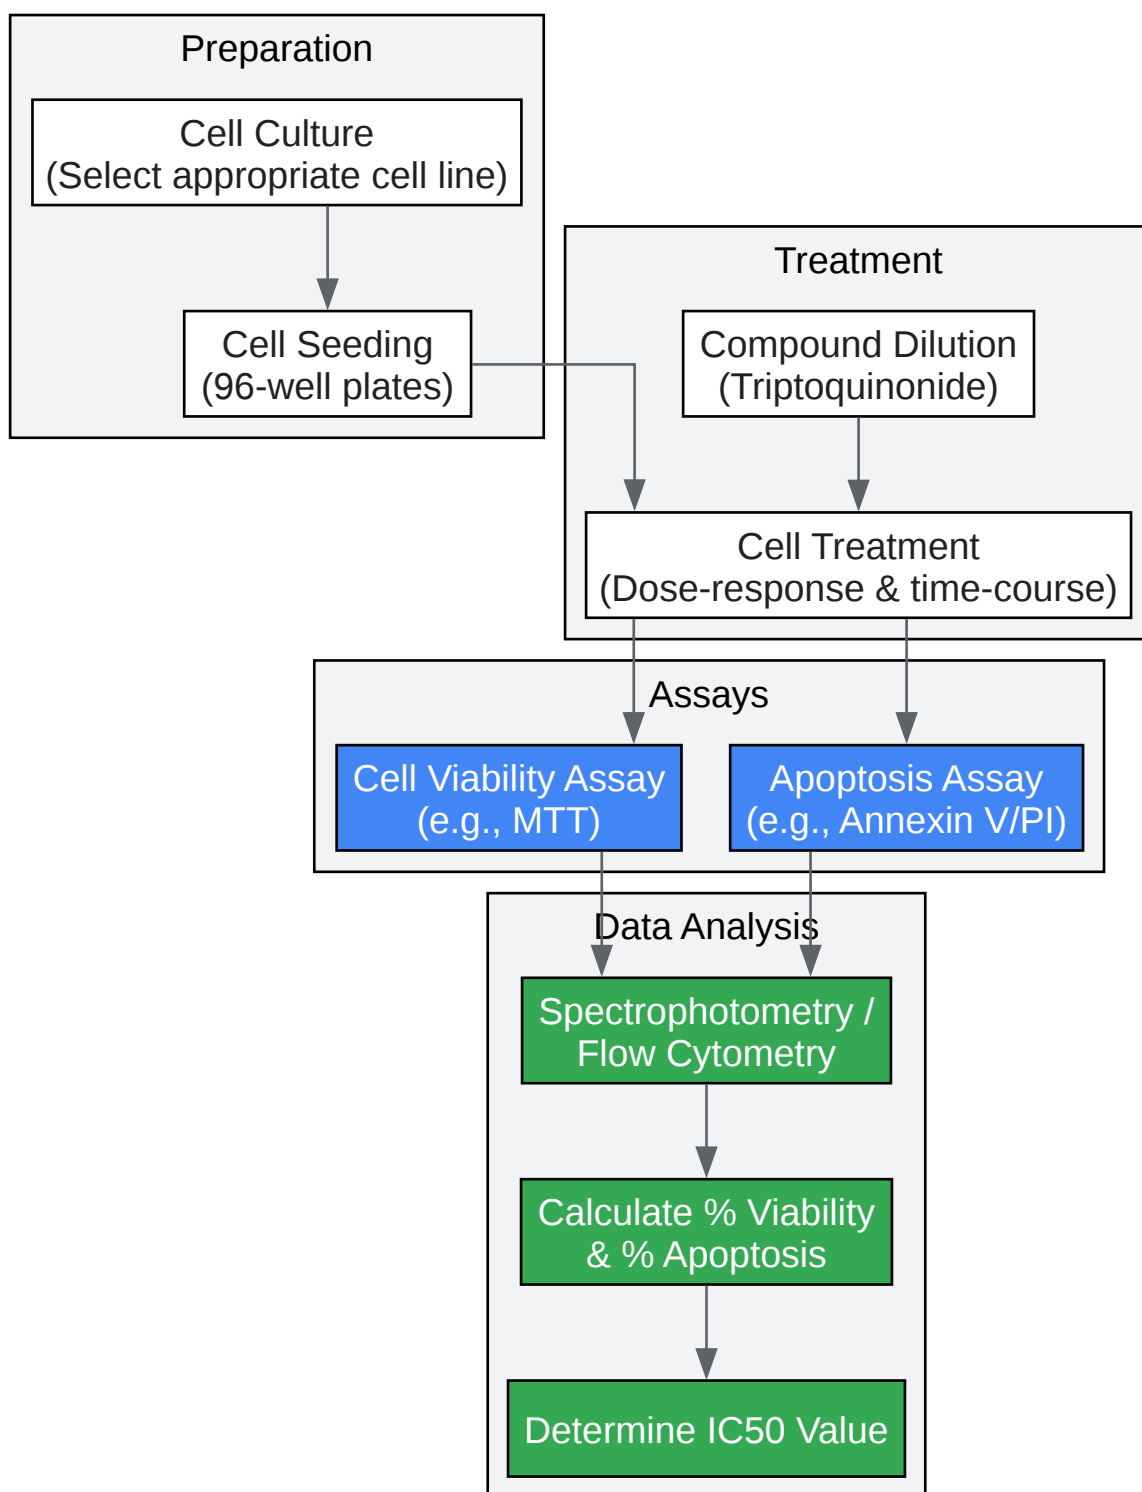 Preparation
Cell Culture
(Select appropriate cell line)
Cell Seeding
(96-well plates)
Treatment
Compound Dilution
(Triptoquinonide)
Cell Treatment
(Dose-response & time-course)
Assays
Cell Viability Assay
(e.g., MTT)
Apoptosis Assay
(e.g., Annexin V/PI)
Data Analysis
Spectrophotometry /
Flow Cytometry
Calculate % Viability
& % Apoptosis
Determine IC50 Value